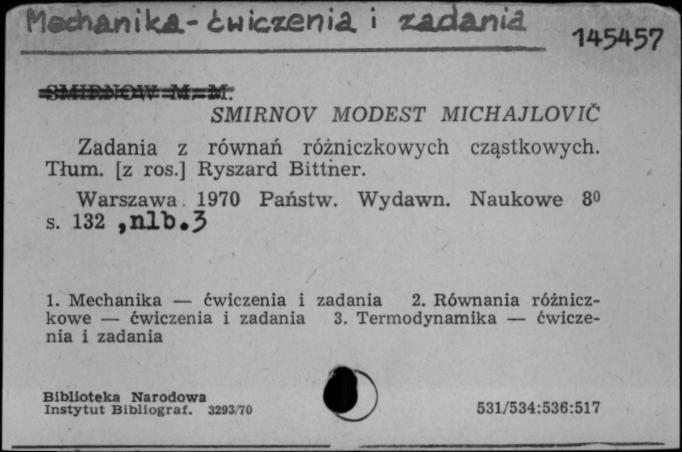 Mechanika - ćwiczenia i zadania
145457
SMIRNOW M. M.
SMIRNOV MODEST MICHAJLOVIČ
Zadania z równań różniczkowych cząstkowych.
Tłum. [z ros.] Ryszard Bittner.
Warszawa 1970 Państw. Wydawn. Naukowe 8⁰
s. 132 ,nlb.3
1. Mechanika — ćwiczenia i zadania 2. Równania różnicz-
kowe — ćwiczenia i zadania 3. Termodynamika — ćwicze-
nia i zadania
Biblioteka Narodowa
Instytut Bibliograf. 3293/70
531/534:536:517